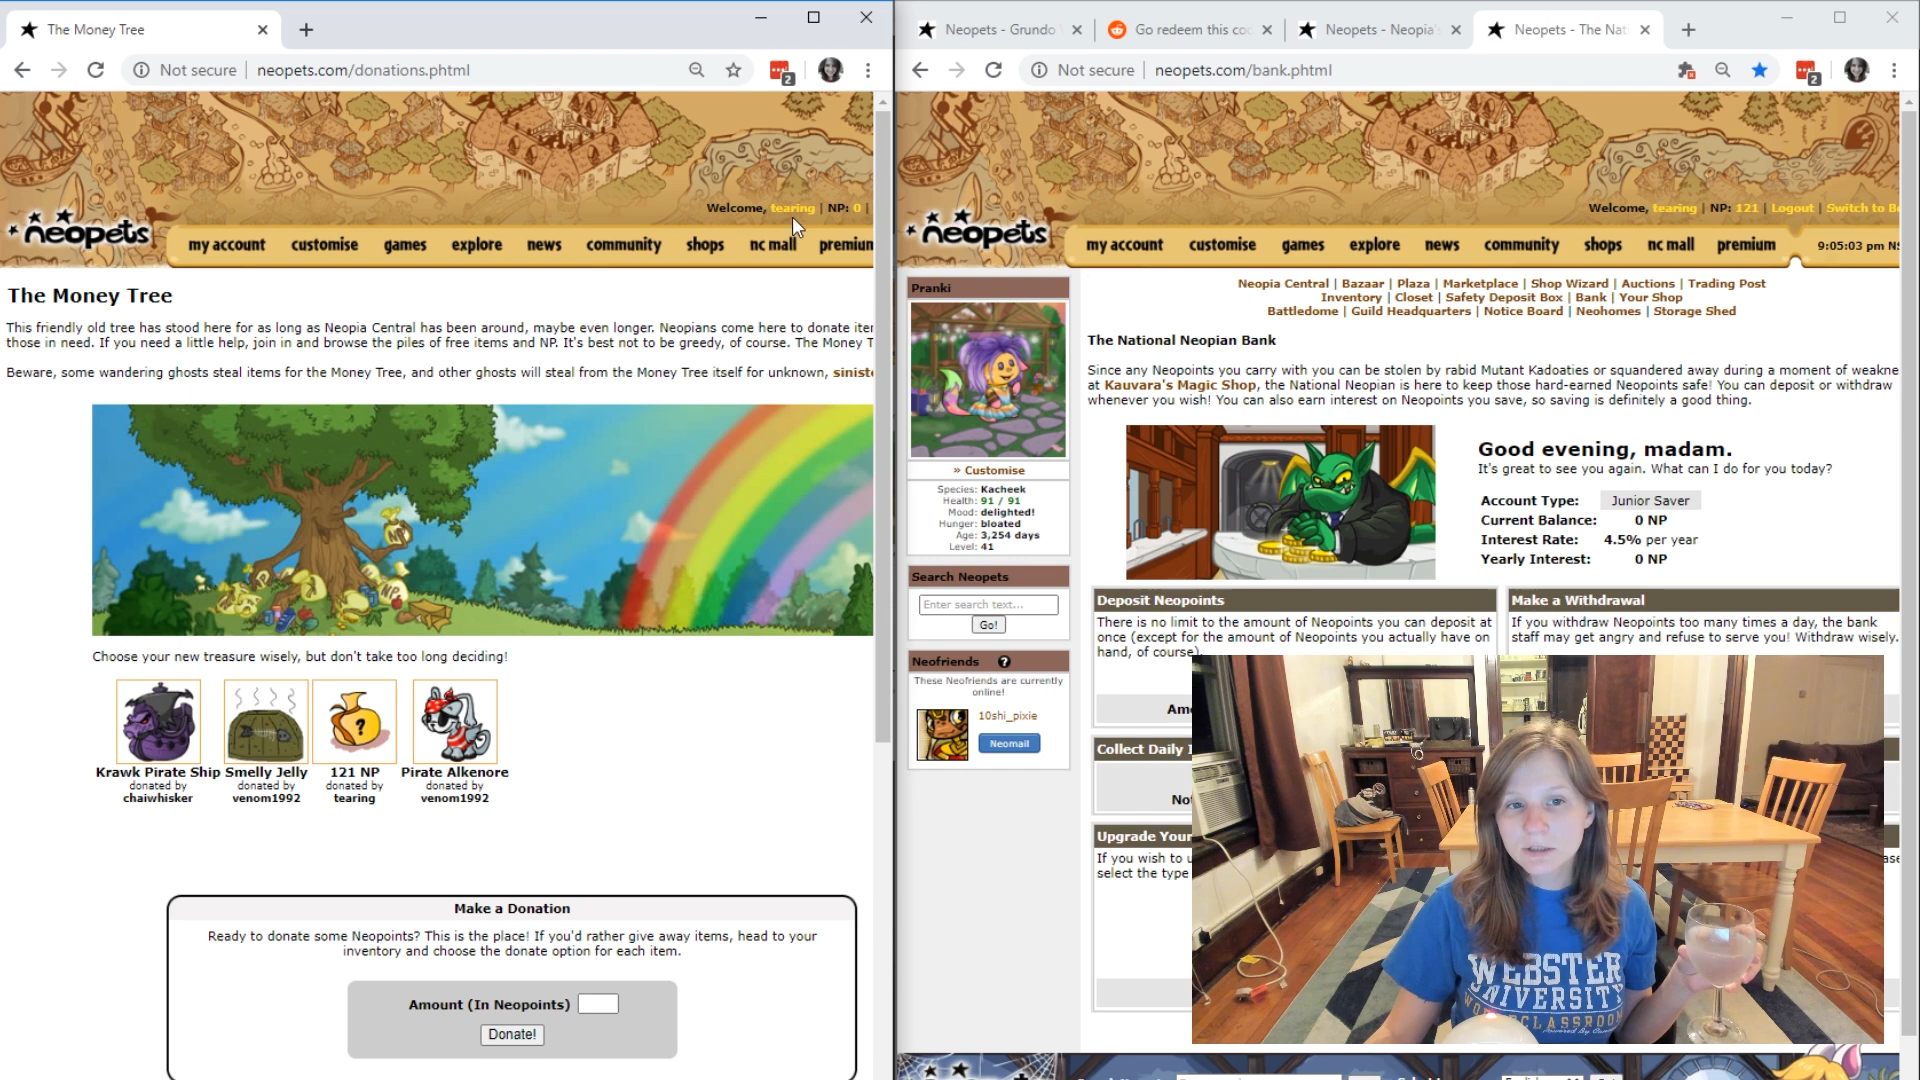 The Money Tree
Neopets - Grundo
Go redeem this coo
Neopets - Neopia's
Neopets - The Nat
Not secure | neopets.com/donations.phtml
2
Not secure | neopets.com/bank.phtml
2
Welcome, tearing | NP: 0 |
neopets
my account customise games explore news community shops nc mall premium
The Money Tree
This friendly old tree has stood here for as long as Neopia Central has been around, maybe even longer. Neopians come here to donate iter
those in need. If you need a little help, join in and browse the piles of free items and NP. It's best not to be greedy, of course. The Money T
Beware, some wandering ghosts steal items for the Money Tree, and other ghosts will steal from the Money Tree itself for unknown, siniste
Choose your new treasure wisely, but don't take too long deciding!
Krawk Pirate Ship
donated by
chaiwhisker
Smelly Jelly
donated by
venom1992
121 NP
donated by
tearing
Pirate Alkenore
donated by
venom1992
Make a Donation
Ready to donate some Neopoints? This is the place! If you'd rather give away items, head to your
inventory and choose the donate option for each item.
Amount (In Neopoints)
Donate!
Welcome, tearing | NP: 121 | Logout | Switch to Be
neopets
my account customise games explore news community shops nc mall premium
9:05:03 pm NS
Pranki
» Customise
Species: Kacheek
Health: 91 / 91
Mood: delighted!
Hunger: bloated
Age: 3,254 days
Level: 41
Search Neopets
Enter search text...
Go!
Neofriends ?
These Neofriends are currently
online!
10shi_pixie
Neomail
Neopia Central | Bazaar | Plaza | Marketplace | Shop Wizard | Auctions | Trading Post
Inventory | Closet | Safety Deposit Box | Bank | Your Shop
Battledome | Guild Headquarters | Notice Board | Neohomes | Storage Shed
The National Neopian Bank
Since any Neopoints you carry with you can be stolen by rabid Mutant Kadoaties or squandered away during a moment of weakne
at Kauvara's Magic Shop, the National Neopian is here to keep those hard-earned Neopoints safe! You can deposit or withdraw
whenever you wish! You can also earn interest on Neopoints you save, so saving is definitely a good thing.
Good evening, madam.
It's great to see you again. What can I do for you today?
Account Type: Junior Saver
Current Balance: 0 NP
Interest Rate: 4.5% per year
Yearly Interest: 0 NP
Deposit Neopoints
There is no limit to the amount of Neopoints you can deposit at
once (except for the amount of Neopoints you actually have on
hand, of course).
Am
Make a Withdrawal
If you withdraw Neopoints too many times a day, the bank
staff may get angry and refuse to serve you! Withdraw wisely.
Collect Daily I
Not
Upgrade Your
If you wish to u
select the type
WEBSTER
UNIVERSITY